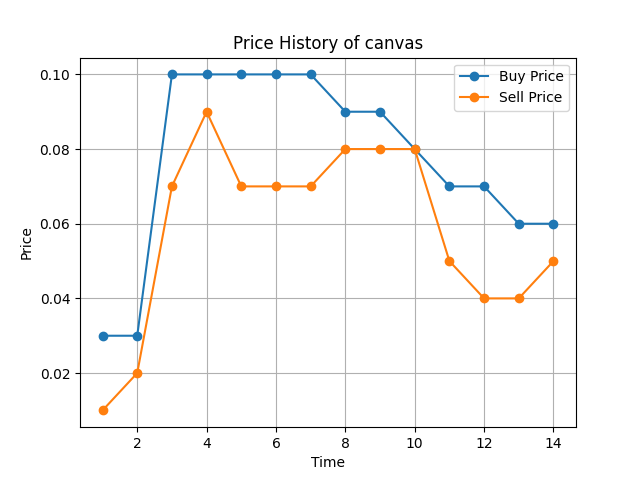 Price History of canvas
Buy Price
Sell Price
0.10
0.08
0.06
0.04
0.02
Price
2 4 6 8 10 12 14
Time